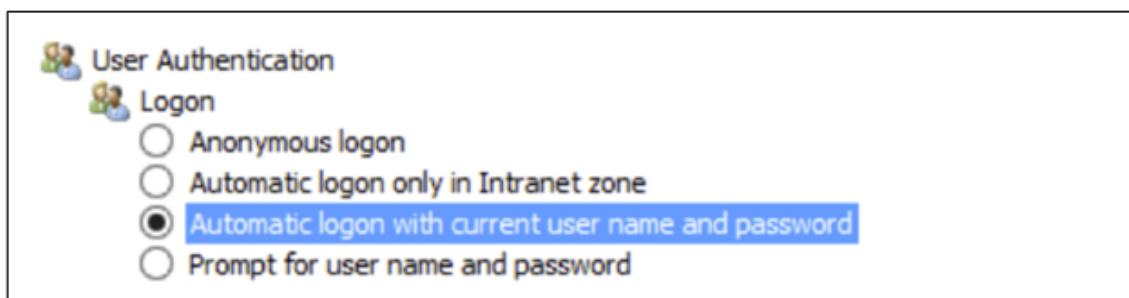 User Authentication
Logon
Anonymous logon
Automatic logon only in Intranet zone
Automatic logon with current user name and password
Prompt for user name and password